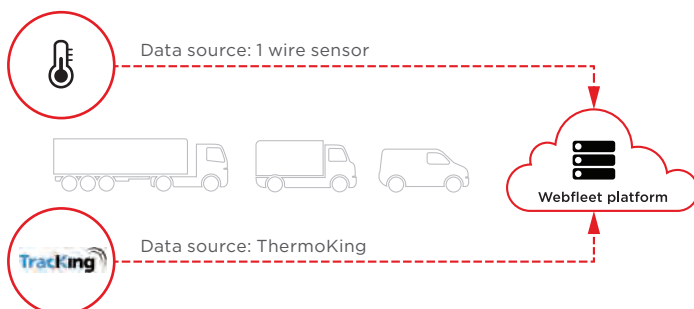 Data source: 1 wire sensor
Webfleet platform
TracKing
Data source: ThermoKing